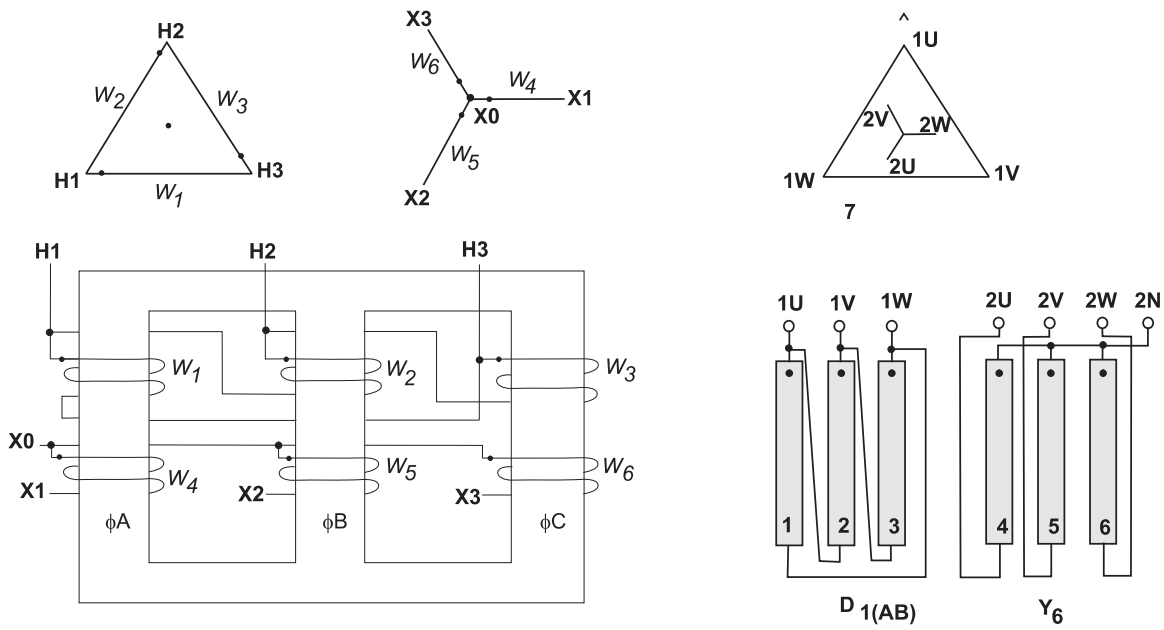 H2
W2
W3
H1
H3
W1
X3
W6
W4
X1
X0
W5
X2
^
1U
2V
2W
2U
1W
1V
7
H1
H2
H3
W1
W2
W3
X0
W4
W5
W6
X1
X2
X3
ϕA
ϕB
ϕC
1U 1V 1W
2U 2V 2W 2N
1 2 3
4 5 6
D 1(AB)
Y6